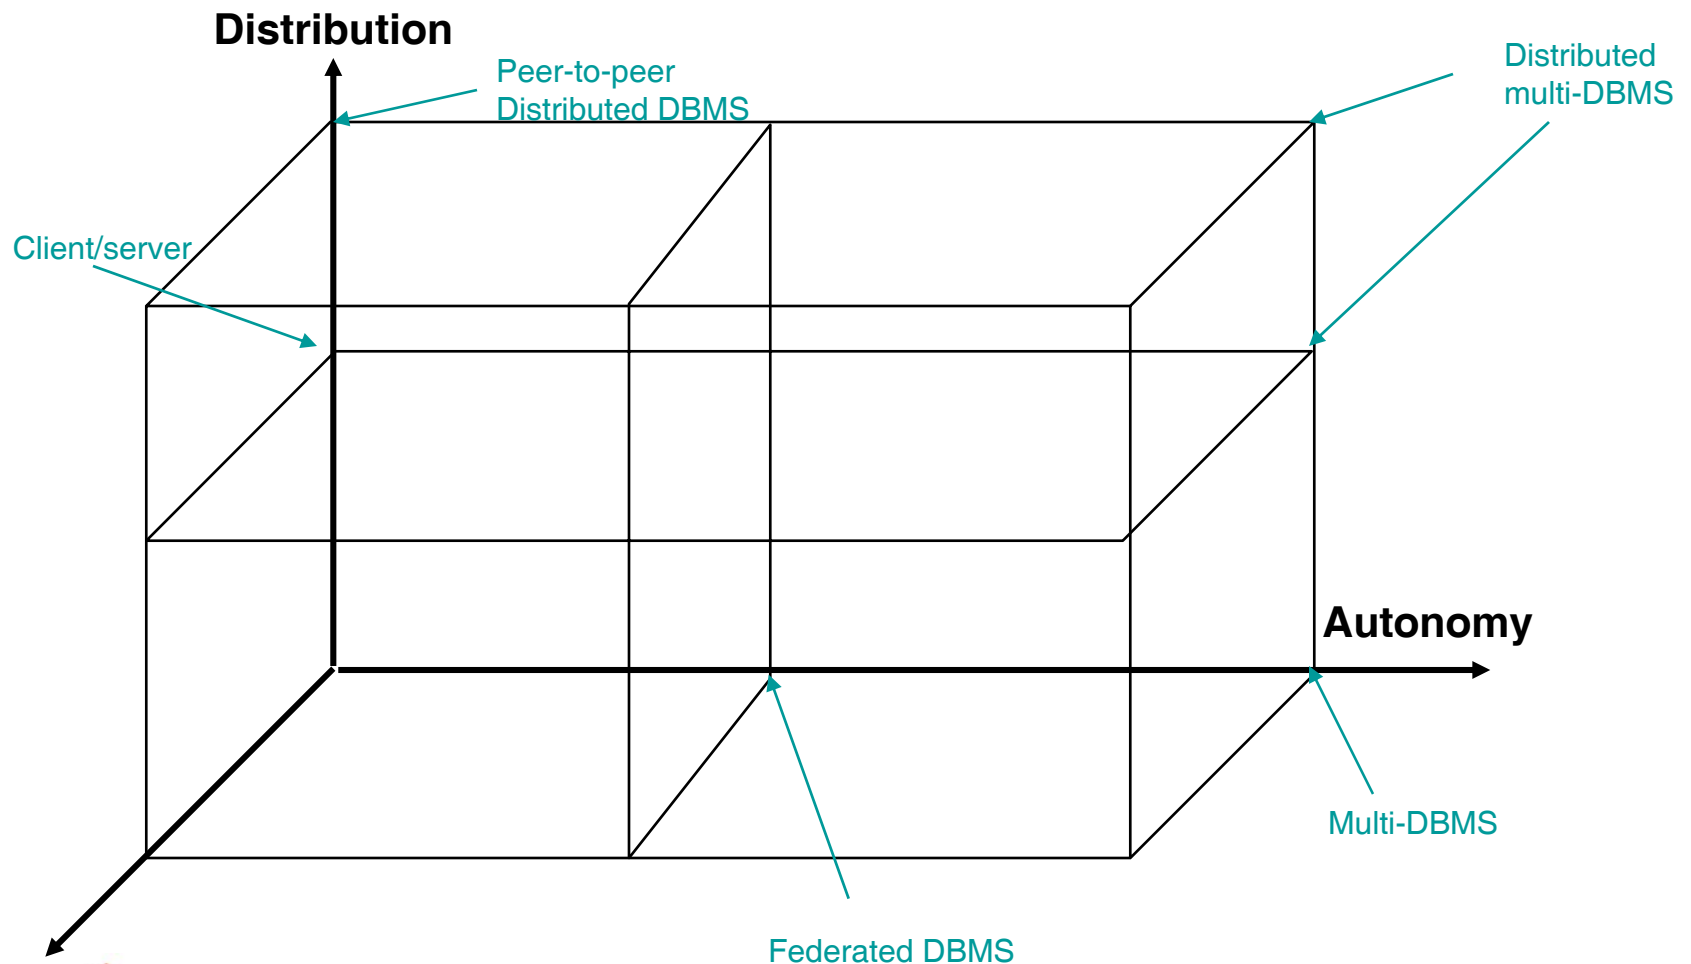 Distribution
Peer-to-peer
Distributed DBMS
Distributed
multi-DBMS
Client/server
Autonomy
Multi-DBMS
Federated DBMS